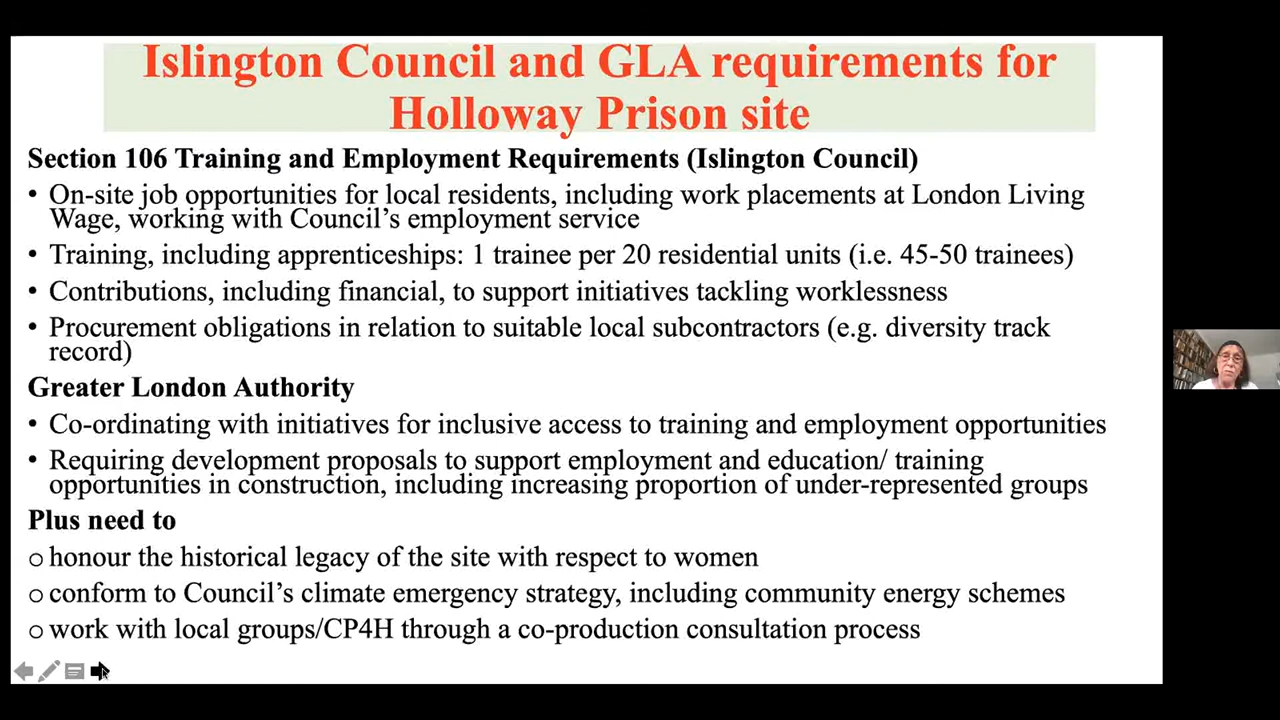 Islington Council and GLA requirements for
Holloway Prison site
Section 106 Training and Employment Requirements (Islington Council)
• On-site job opportunities for local residents, including work placements at London Living
Wage, working with Council’s employment service
• Training, including apprenticeships: 1 trainee per 20 residential units (i.e. 45-50 trainees)
• Contributions, including financial, to support initiatives tackling worklessness
• Procurement obligations in relation to suitable local subcontractors (e.g. diversity track
record)
Greater London Authority
• Co-ordinating with initiatives for inclusive access to training and employment opportunities
• Requiring development proposals to support employment and education/ training
opportunities in construction, including increasing proportion of under-represented groups
Plus need to
o honour the historical legacy of the site with respect to women
o conform to Council’s climate emergency strategy, including community energy schemes
o work with local groups/CP4H through a co-production consultation process